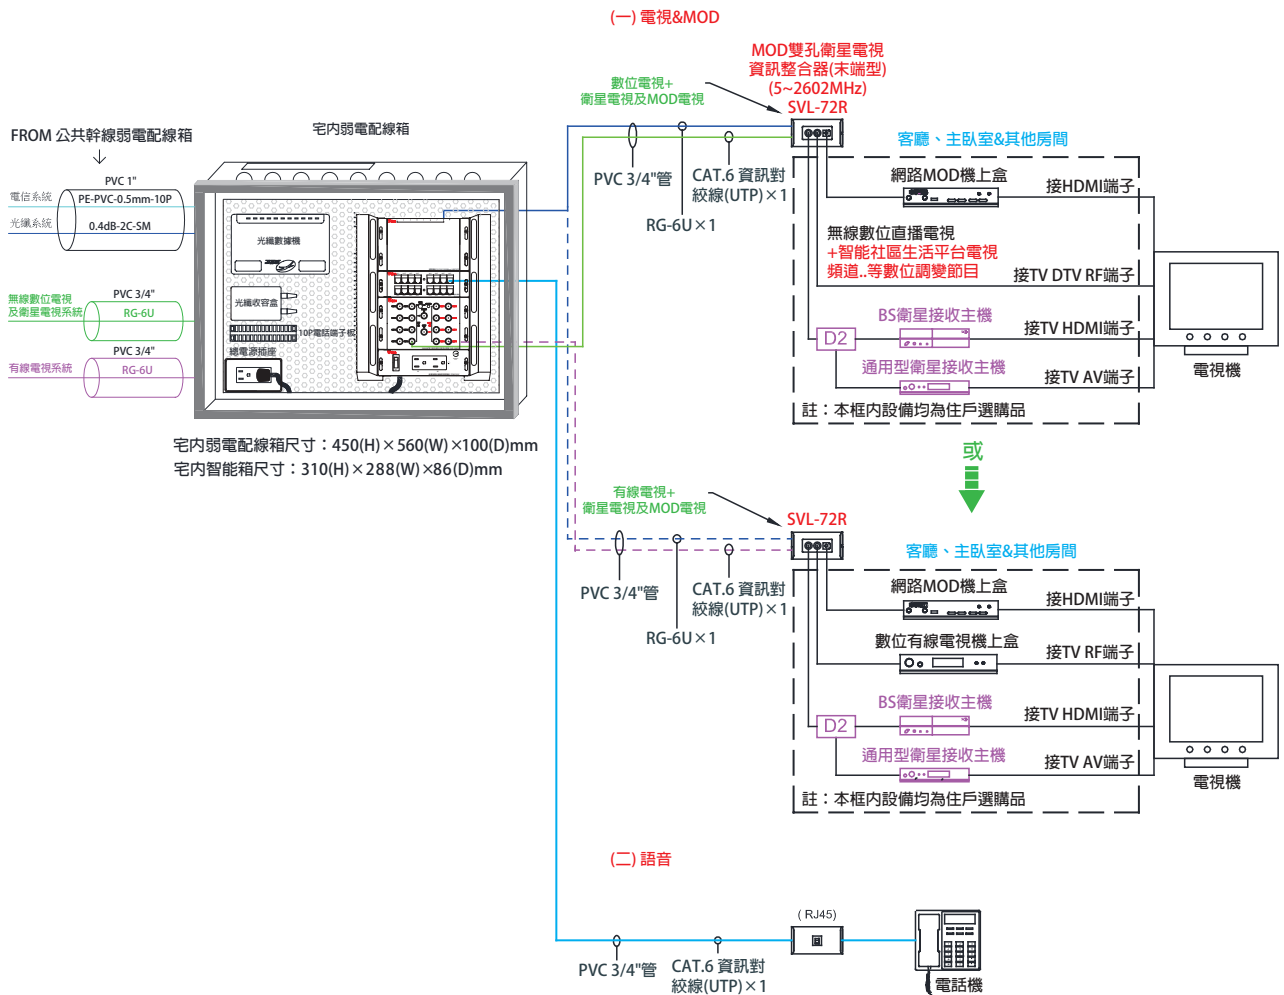 (一) 電視&MOD
MOD雙孔衛星電視
資訊整合器(末端型)
(5~2602MHz)
SVL-72R
數位電視+
衛星電視及MOD電視
FROM 公共幹線弱電配線箱
宅內弱電配線箱
PVC 1"
電信系統
PE-PVC-0.5mm-10P
光纖系統
0.4dB-2C-SM
PVC 3/4"
無線數位電視
及衛星電視系統
RG-6U
PVC 3/4"
有線電視系統
RG-6U
光纖數據機
光纖收容盒
10P電話端子板
總電源插座
宅內弱電配線箱尺寸：450(H)×560(W)×100(D)mm
宅內智能箱尺寸：310(H)×288(W)×86(D)mm
PVC 3/4"管
CAT.6 資訊對
絞線(UTP)×1
RG-6U×1
客廳、主臥室&其他房間
網路MOD機上盒
接HDMI端子
無線數位直播電視
+智能社區生活平台電視
頻道..等數位調變節目
接TV DTV RF端子
BS衛星接收主機
接TV HDMI端子
D2
通用型衛星接收主機
接TV AV端子
電視機
註：本框內設備均為住戶選購品
或
有線電視+
衛星電視及MOD電視
SVL-72R
PVC 3/4"管
CAT.6 資訊對
絞線(UTP)×1
RG-6U×1
客廳、主臥室&其他房間
網路MOD機上盒
接HDMI端子
數位有線電視機上盒
接TV RF端子
BS衛星接收主機
接TV HDMI端子
D2
通用型衛星接收主機
接TV AV端子
電視機
註：本框內設備均為住戶選購品
(二) 語音
( RJ45)
PVC 3/4"管
CAT.6 資訊對
絞線(UTP)×1
電話機